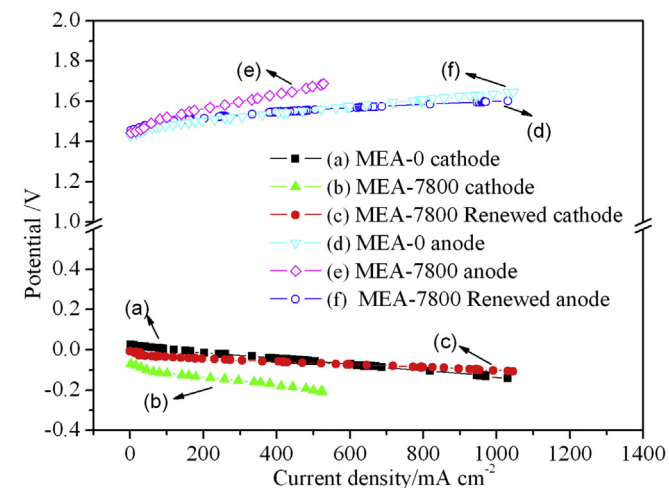 2.0
1.8
1.6
1.4
1.2
1.0
0.4
0.2
0.0
-0.2
-0.4
Potential /V
(e)
(f)
(d)
(a) MEA-0 cathode
(b) MEA-7800 cathode
(c) MEA-7800 Renewed cathode
(d) MEA-0 anode
(e) MEA-7800 anode
(f) MEA-7800 Renewed anode
(a)
(c)
(b)
0 200 400 600 800 1000 1200 1400
Current density/mA cm⁻²